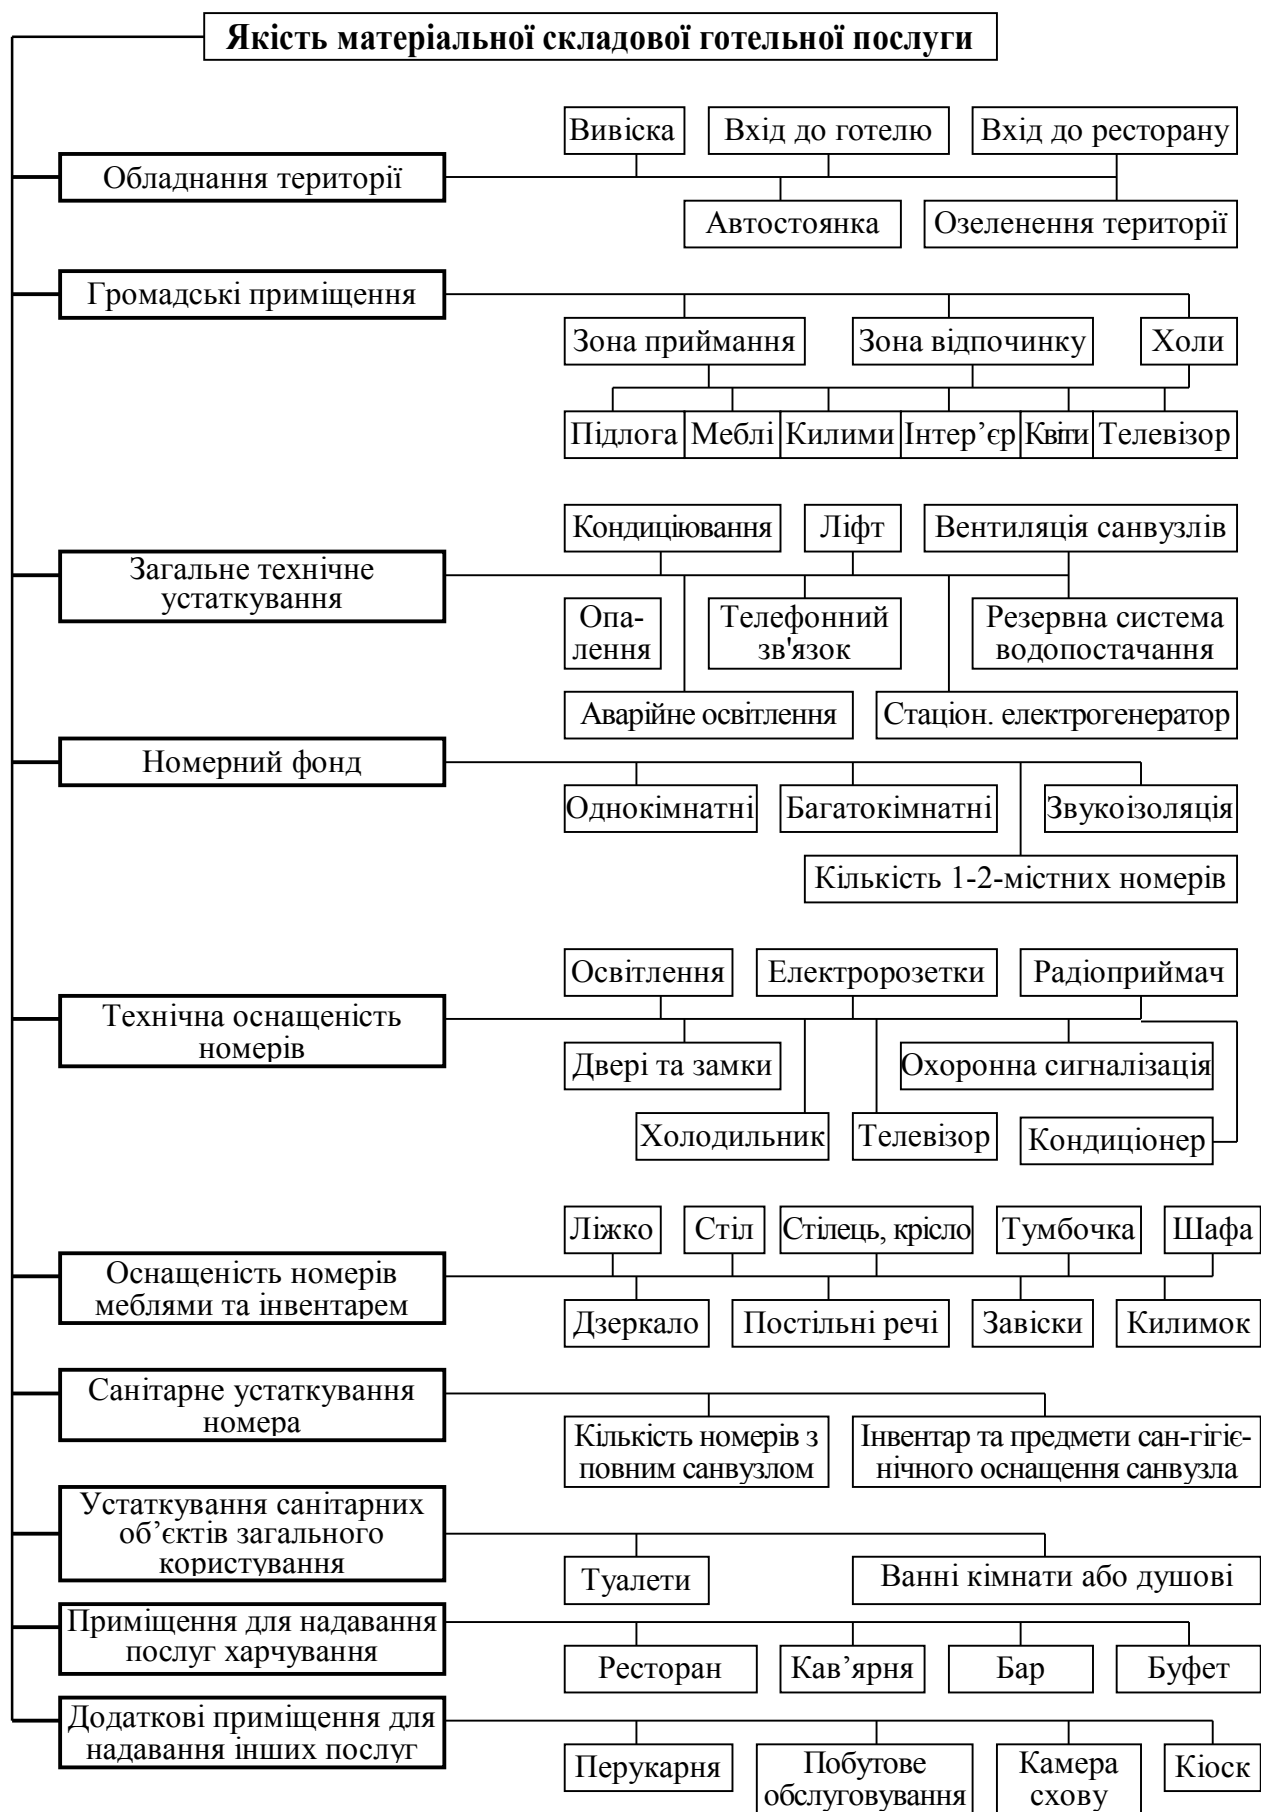 Якість матеріальної складової готельної послуги
Вивіска
Вхід до готелю
Вхід до ресторану
Обладнання території
Автостоянка
Озеленення території
Громадські приміщення
Зона приймання
Зона відпочинку
Холи
Підлога
Меблі
Килими
Інтер’єр
Квіти
Телевізор
Кондиціювання
Ліфт
Вентиляція санвузлів
Загальне технічне
устаткування
Опа-
лення
Телефонний
зв'язок
Резервна система
водопостачання
Аварійне освітлення
Стаціон. електрогенератор
Номерний фонд
Однокімнатні
Багатокімнатні
Звукоізоляція
Кількість 1-2-містних номерів
Освітлення
Електророзетки
Радіоприймач
Технічна оснащеність
номерів
Двері та замки
Охоронна сигналізація
Холодильник
Телевізор
Кондиціонер
Ліжко
Стіл
Стілець, крісло
Тумбочка
Шафа
Оснащеність номерів
меблями та інвентарем
Дзеркало
Постільні речі
Завіски
Килимок
Санітарне устаткування
номера
Кількість номерів з
повним санвузлом
Інвентар та предмети сан-гігіє-
нічного оснащення санвузла
Устаткування санітарних
об’єктів загального
користування
Туалети
Ванні кімнати або душові
Приміщення для надавання
послуг харчування
Ресторан
Кав’ярня
Бар
Буфет
Додаткові приміщення для
надавання інших послуг
Перукарня
Побутове
обслуговування
Камера
схову
Кіоск